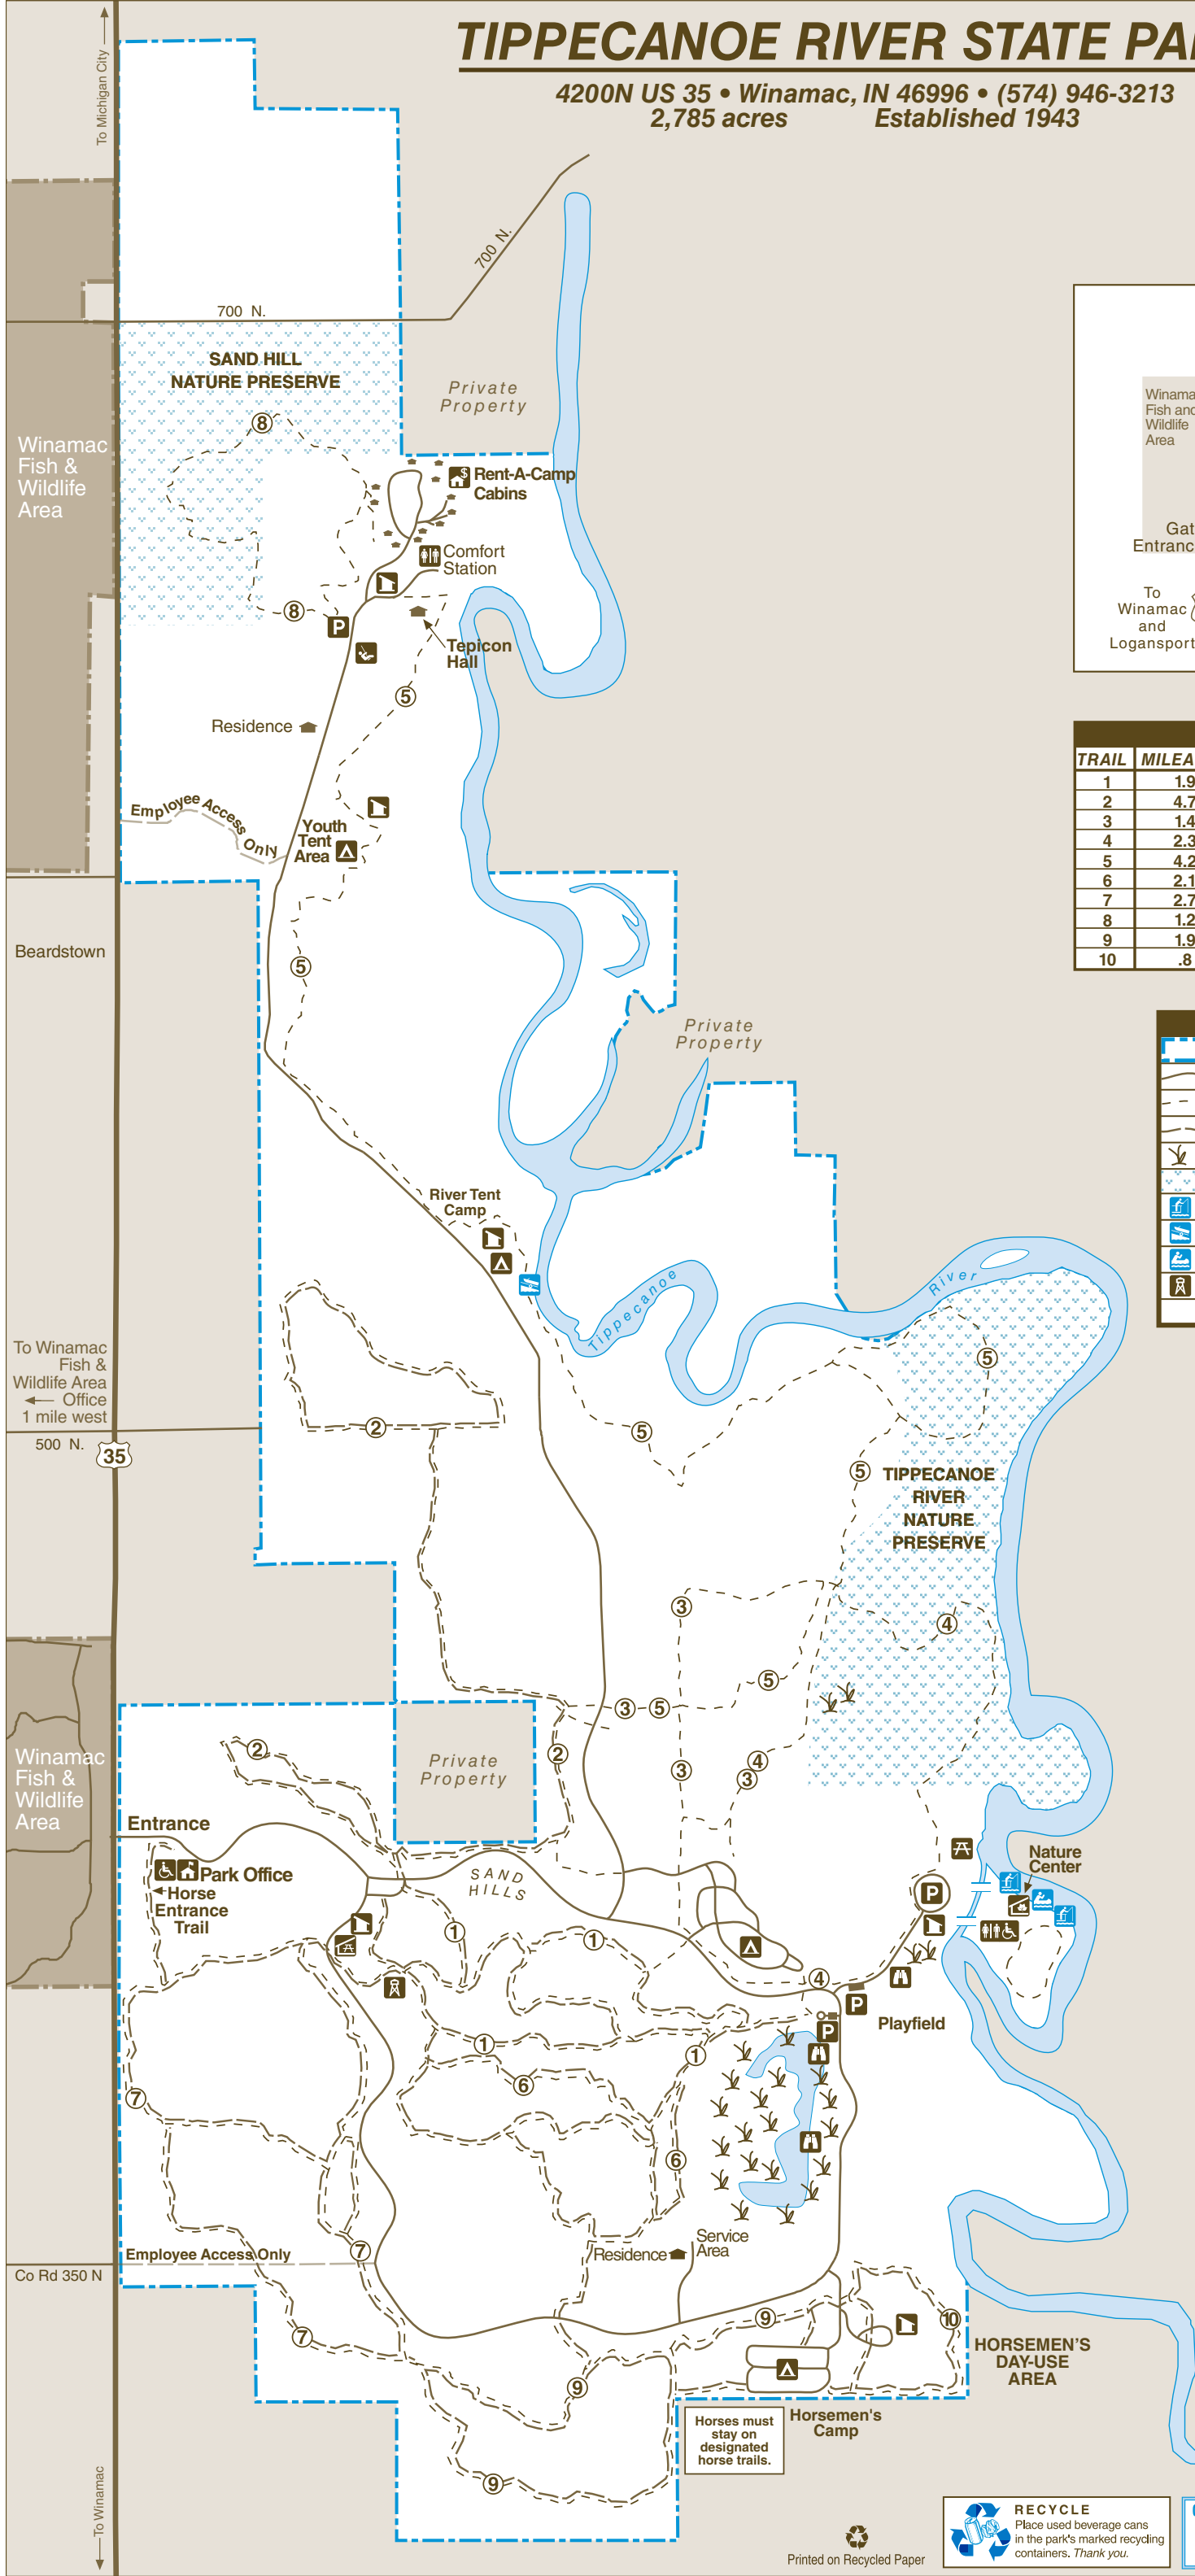 TIPPECANOE RIVER STATE PA
4200N US 35 • Winamac, IN 46996 • (574) 946-3213
2,785 acres Established 1943
To Michigan City
700 N.
700 N.
SAND HILL
NATURE PRESERVE
Private
Property
Winamac
Fish &
Wildlife
Area
8
Rent-A-Camp
Cabins
Comfort
Station
8
P
Tepicon
Hall
5
Residence
Employee Access
Only
Youth
Tent
Area
Beardstown
5
Private
Property
River Tent
Camp
Tippecanoe
River
To Winamac
Fish &
Wildlife Area
Office
1 mile west
500 N.
35
2
5
5
5
TIPPECANOE
RIVER
NATURE
PRESERVE
3
4
5
3 5
2
2
Private
Property
3
4
3
Winamac
Fish &
Wildlife
Area
Entrance
Park Office
Horse
Entrance
Trail
SAND
HILLS
Nature
Center
P
1
1
4
P
Playfield
P
1
1
6
7
6
Service
Area
Residence
Employee Access Only
7
Co Rd 350 N
7
9
10
HORSEMEN'S
DAY-USE
AREA
9
Horsemen's
Camp
Horses must
stay on
designated
horse trails.
9
To Winamac
Printed on Recycled Paper
RECYCLE
Place used beverage cans
in the park's marked recycling
containers. Thank you.
Winama
Fish and
Wildlife
Area
Gat
Entranc
To
Winamac
and
Logansport
TRAIL MILEA
1 1.9
2 4.7
3 1.4
4 2.3
5 4.2
6 2.1
7 2.7
8 1.2
9 1.9
10 .8